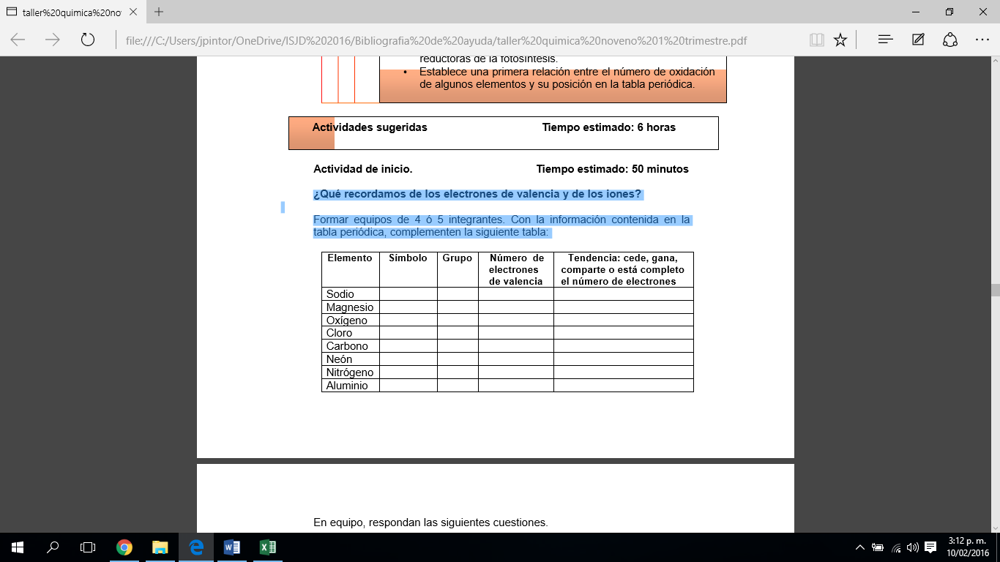 taller%20quimica%20no
file:///C:/Users/jpintor/OneDrive/ISJD%202016/Bibliografia%20de%20ayuda/taller%20quimica%20noveno%201%20trimestre.pdf
reductoras de la fotosíntesis.
• Establece una primera relación entre el número de oxidación
de algunos elementos y su posición en la tabla periódica.
Actividades sugeridas Tiempo estimado: 6 horas
Actividad de inicio. Tiempo estimado: 50 minutos
¿Qué recordamos de los electrones de valencia y de los iones?
Formar equipos de 4 ó 5 integrantes. Con la información contenida en la
tabla periódica, complementen la siguiente tabla:
Elemento Símbolo Grupo Número de Tendencia: cede, gana,
electrones comparte o está completo
de valencia el número de electrones
Sodio
Magnesio
Oxígeno
Cloro
Carbono
Neón
Nitrógeno
Aluminio
En equipo, respondan las siguientes cuestiones.
3:12 p. m.
10/02/2016